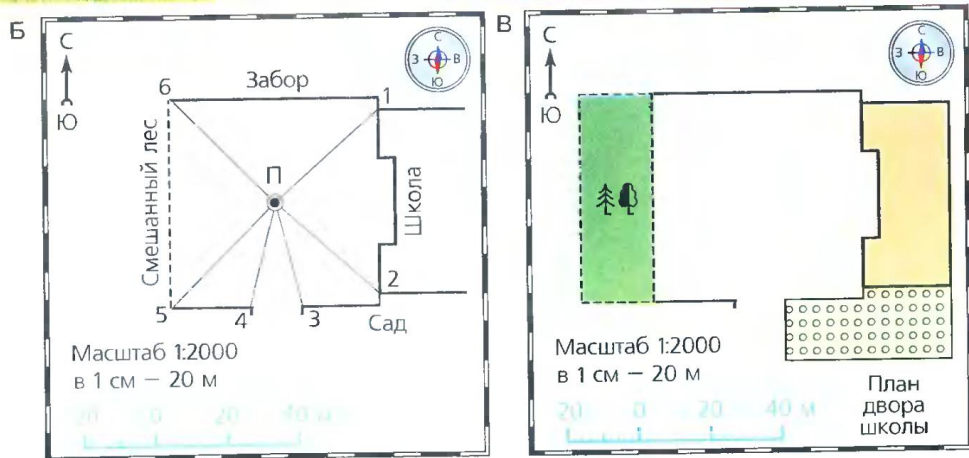 Б
С
Ю
С
З
В
Ю
6
Забор
1
Смешанный лес
П
Школа
5
4
3
2
Сад
Масштаб 1:2000
в 1 см — 20 м
20 0 20 40 м
В
С
Ю
С
З
В
Ю
Масштаб 1:2000
в 1 см — 20 м
20 0 20 40 м
План
двора
школы